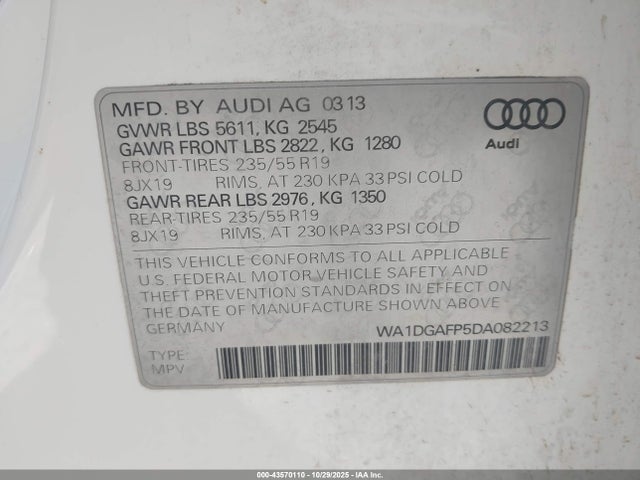 MFD. BY AUDI AG 03 13
GVWR LBS 5611, KG 2545
GAWR FRONT LBS 2822, KG 1280
FRONT-TIRES 235/55 R19
8JX19 RIMS, AT 230 KPA 33 PSI COLD
GAWR REAR LBS 2976, KG 1350
REAR-TIRES 235/55 R19
8JX19 RIMS, AT 230 KPA 33 PSI COLD
Audi
THIS VEHICLE CONFORMS TO ALL APPLICABLE
U.S. FEDERAL MOTOR VEHICLE SAFETY AND
THEFT PREVENTION STANDARDS IN EFFECT ON
THE DATE OF MANUFACTURE SHOWN ABOVE
GERMANY WA1DGAFP5DA082213
TYPE:
MPV
000-43570110 - 10/29/2025 - IAAI Inc. Copyright